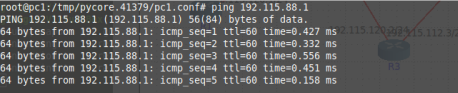 root@pc1:/tmp/pycore.41379/pc1.conf# ping 192.115.88.1
PING 192.115.88.1 (192.115.88.1) 56(84) bytes of data.
64 bytes from 192.115.88.1: icmp_seq=1 ttl=60 time=0.427 ms
64 bytes from 192.115.88.1: icmp_seq=2 ttl=60 time=0.332 ms
64 bytes from 192.115.88.1: icmp_seq=3 ttl=60 time=0.556 ms
64 bytes from 192.115.88.1: icmp_seq=4 ttl=60 time=0.451 ms
64 bytes from 192.115.88.1: icmp_seq=5 ttl=60 time=0.158 ms
R3